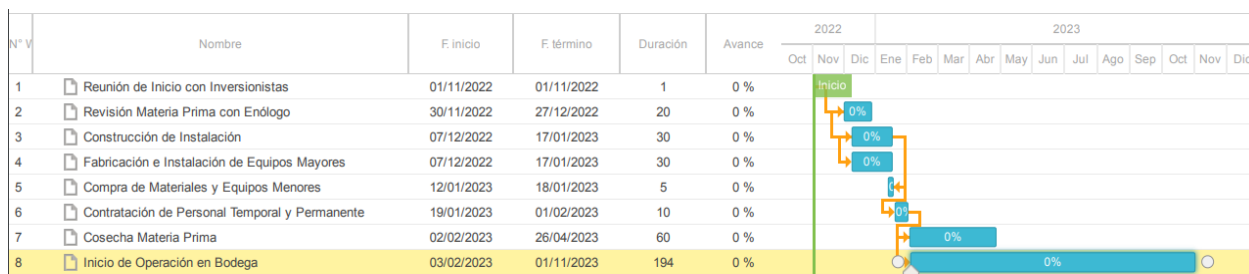 2022 2023
N° Nombre F. inicio F. término Duración Avance
Oct Nov Dic Ene Feb Mar Abr May Jun Jul Ago Sep Oct Nov Dic
1 Reunión de Inicio con Inversionistas 01/11/2022 01/11/2022 1 0 % Inicio
2 Revisión Materia Prima con Enólogo 30/11/2022 27/12/2022 20 0 % 0%
3 Construcción de Instalación 07/12/2022 17/01/2023 30 0 % 0%
4 Fabricación e Instalación de Equipos Mayores 07/12/2022 17/01/2023 30 0 % 0%
5 Compra de Materiales y Equipos Menores 12/01/2023 18/01/2023 5 0 %
6 Contratación de Personal Temporal y Permanente 19/01/2023 01/02/2023 10 0 % 0%
7 Cosecha Materia Prima 02/02/2023 26/04/2023 60 0 % 0%
8 Inicio de Operación en Bodega 03/02/2023 01/11/2023 194 0 % 0%